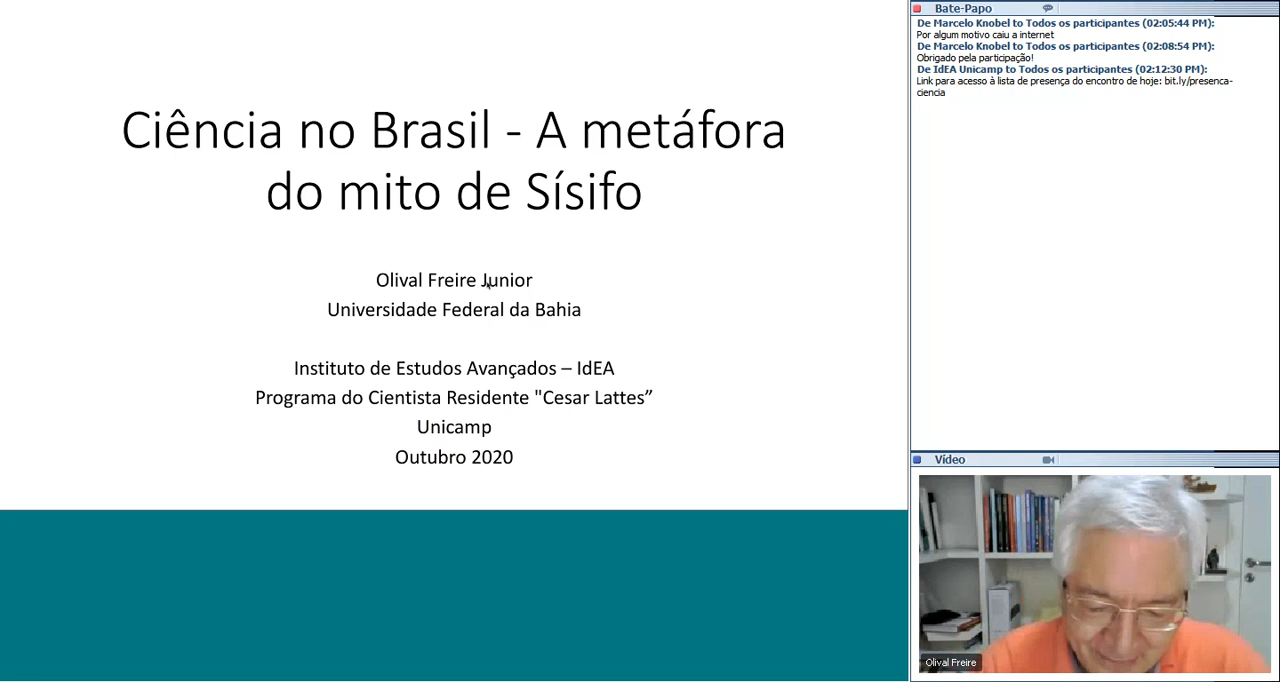 Ciência no Brasil - A metáfora
do mito de Sísifo
Olival Freire Junior
Universidade Federal da Bahia
Instituto de Estudos Avançados – IdEA
Programa do Cientista Residente "Cesar Lattes”
Unicamp
Outubro 2020
Bate-Papo
De Marcelo Knobel to Todos os participantes (02:05:44 PM):
Por algum motivo caiu a internet
De Marcelo Knobel to Todos os participantes (02:08:54 PM):
Obrigado pela participação!
De IdEA Unicamp to Todos os participantes (02:12:30 PM):
Link para acesso à lista de presença do encontro de hoje: bit.ly/presenca-
ciencia
Vídeo
Olival Freire